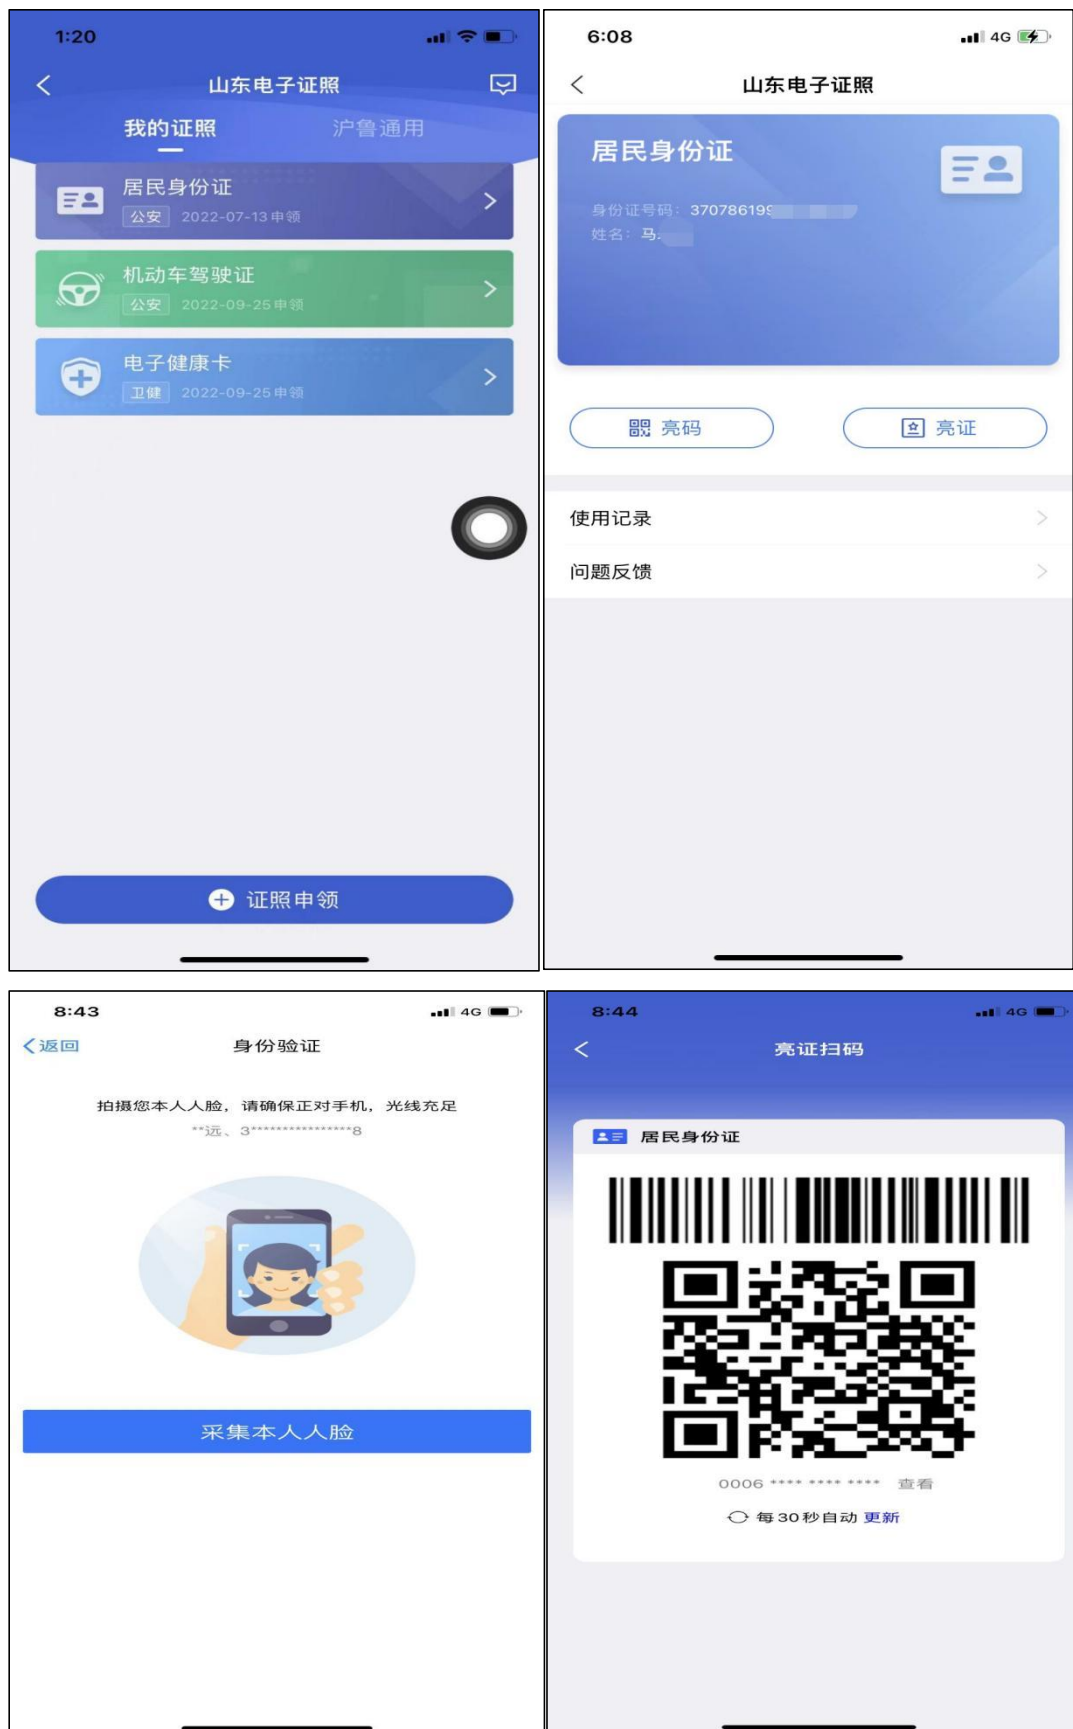 1:20
山东电子证照
我的证照 沪鲁通用
居民身份证
公安 2022-07-13申领
机动车驾驶证
公安 2022-09-25申领
电子健康卡
卫健 2022-09-25申领
证照申领
6:08 4G
山东电子证照
居民身份证
身份证号码: 370786199
姓名: 马
亮码 亮证
使用记录
问题反馈
8:43 4G
返回 身份验证
拍摄您本人人脸，请确保正对手机，光线充足
**远、3****************8
采集本人人脸
8:44 4G
亮证扫码
居民身份证
0006 **** **** **** 查看
每30秒自动 更新